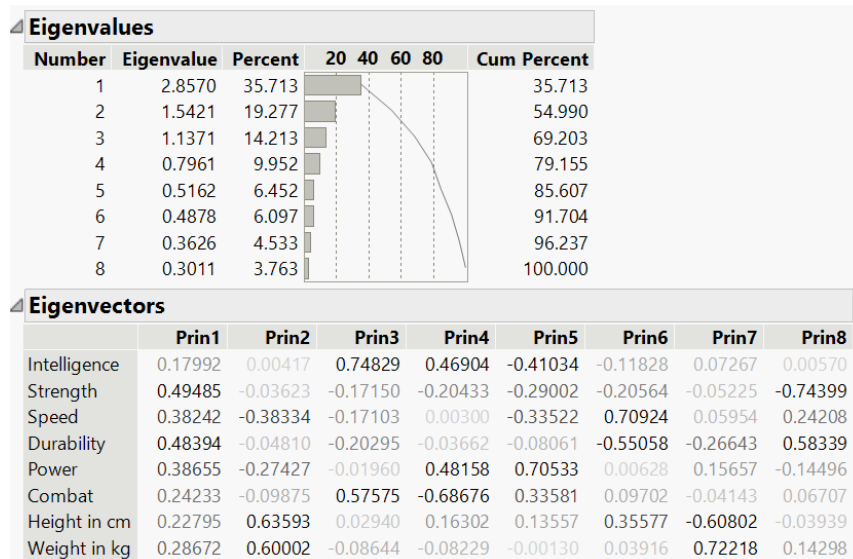 Eigenvalues
Number Eigenvalue Percent 20 40 60 80 Cum Percent
1 2.8570 35.713 35.713
2 1.5421 19.277 54.990
3 1.1371 14.213 69.203
4 0.7961 9.952 79.155
5 0.5162 6.452 85.607
6 0.4878 6.097 91.704
7 0.3626 4.533 96.237
8 0.3011 3.763 100.000
Eigenvectors
Prin1 Prin2 Prin3 Prin4 Prin5 Prin6 Prin7 Prin8
Intelligence 0.17992 0.00417 0.74829 0.46904 -0.41034 -0.11828 0.07267 0.00570
Strength 0.49485 -0.03623 -0.17150 -0.20433 -0.29002 -0.20564 -0.05225 -0.74399
Speed 0.38242 -0.38334 -0.17103 0.00300 -0.33522 0.70924 0.05954 0.24208
Durability 0.48394 -0.04810 -0.20295 -0.03662 -0.08061 -0.55058 -0.26643 0.58339
Power 0.38655 -0.27427 -0.01960 0.48158 0.70533 0.00628 0.15657 -0.14496
Combat 0.24233 -0.09875 0.57575 -0.68676 0.33581 0.09702 -0.04143 0.06707
Height in cm 0.22795 0.63593 0.02940 0.16302 0.13557 0.35577 -0.60802 -0.03939
Weight in kg 0.28672 0.60002 -0.08644 -0.08229 -0.00130 0.03916 0.72218 0.14298